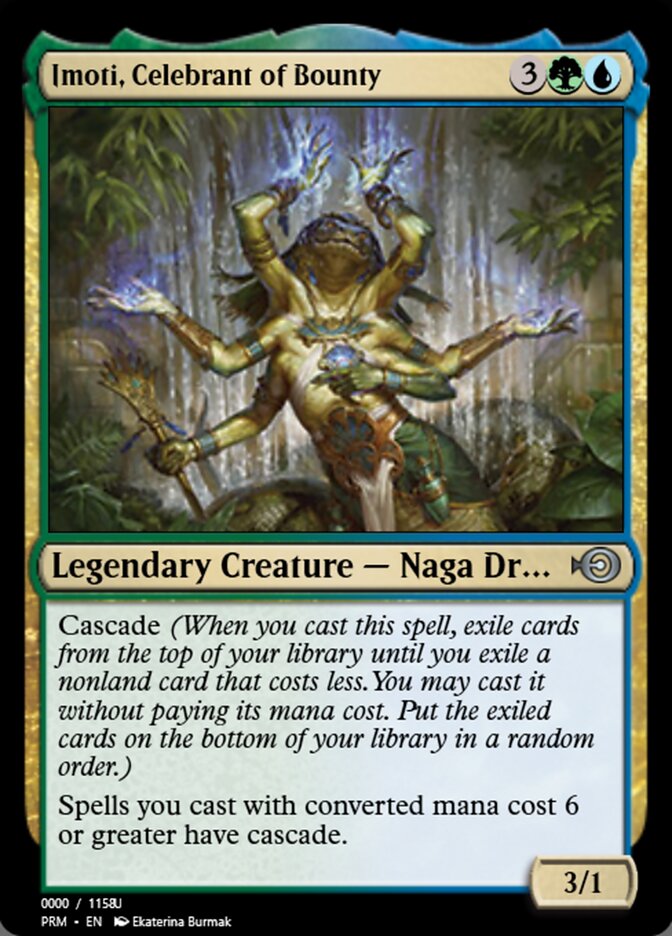 Imoti, Celebrant of Bounty 3
Legendary Creature — Naga Dr...
Cascade (When you cast this spell, exile cards
from the top of your library until you exile a
nonland card that costs less. You may cast it
without paying its mana cost. Put the exiled
cards on the bottom of your library in a random
order.)
Spells you cast with converted mana cost 6
or greater have cascade.
3/1
0000 / 1158U
PRM • EN Ekaterina Burmak